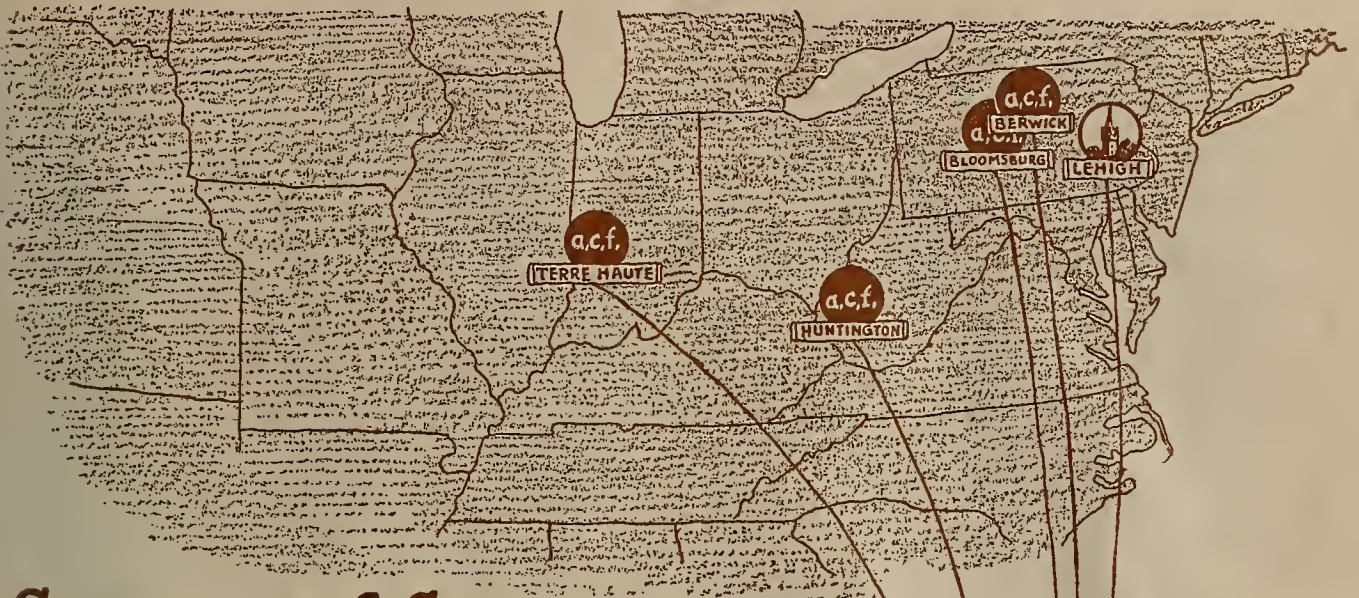 a.c.f.
BERWICK
BLOOMSBURG
LEHIGH
a.c.f.
TERRE HAUTE
a.c.f.
HUNTINGTON